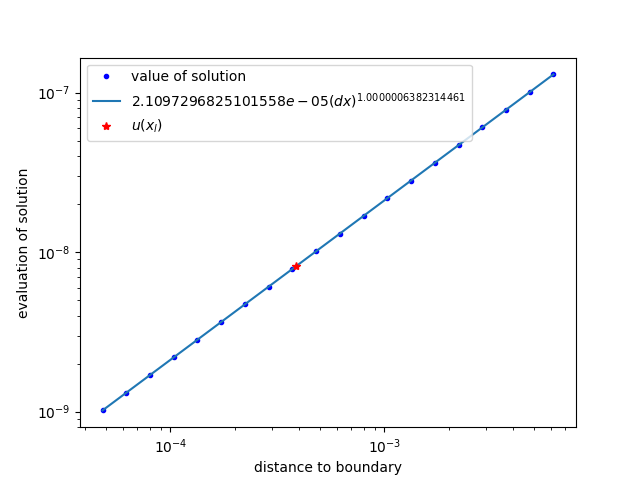 value of solution
2.1097296825101558e − 05(dx)^1.0000006382314461
u(x_l)
10^−7
10^−8
10^−9
evaluation of solution
10^−4
10^−3
distance to boundary